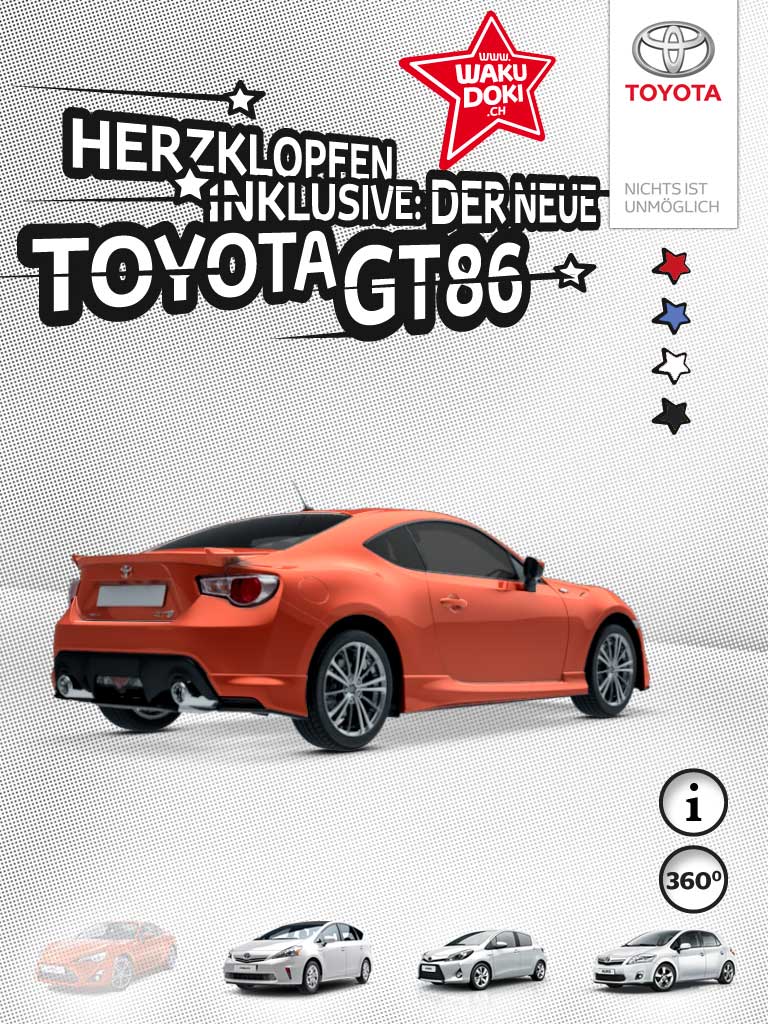 WWW.
WAKU
DOKI
.CH
TOYOTA
NICHTS IST
UNMÖGLICH
HERZKLOPFEN
INKLUSIVE: DER NEUE
TOYOTA GT86
i
360°